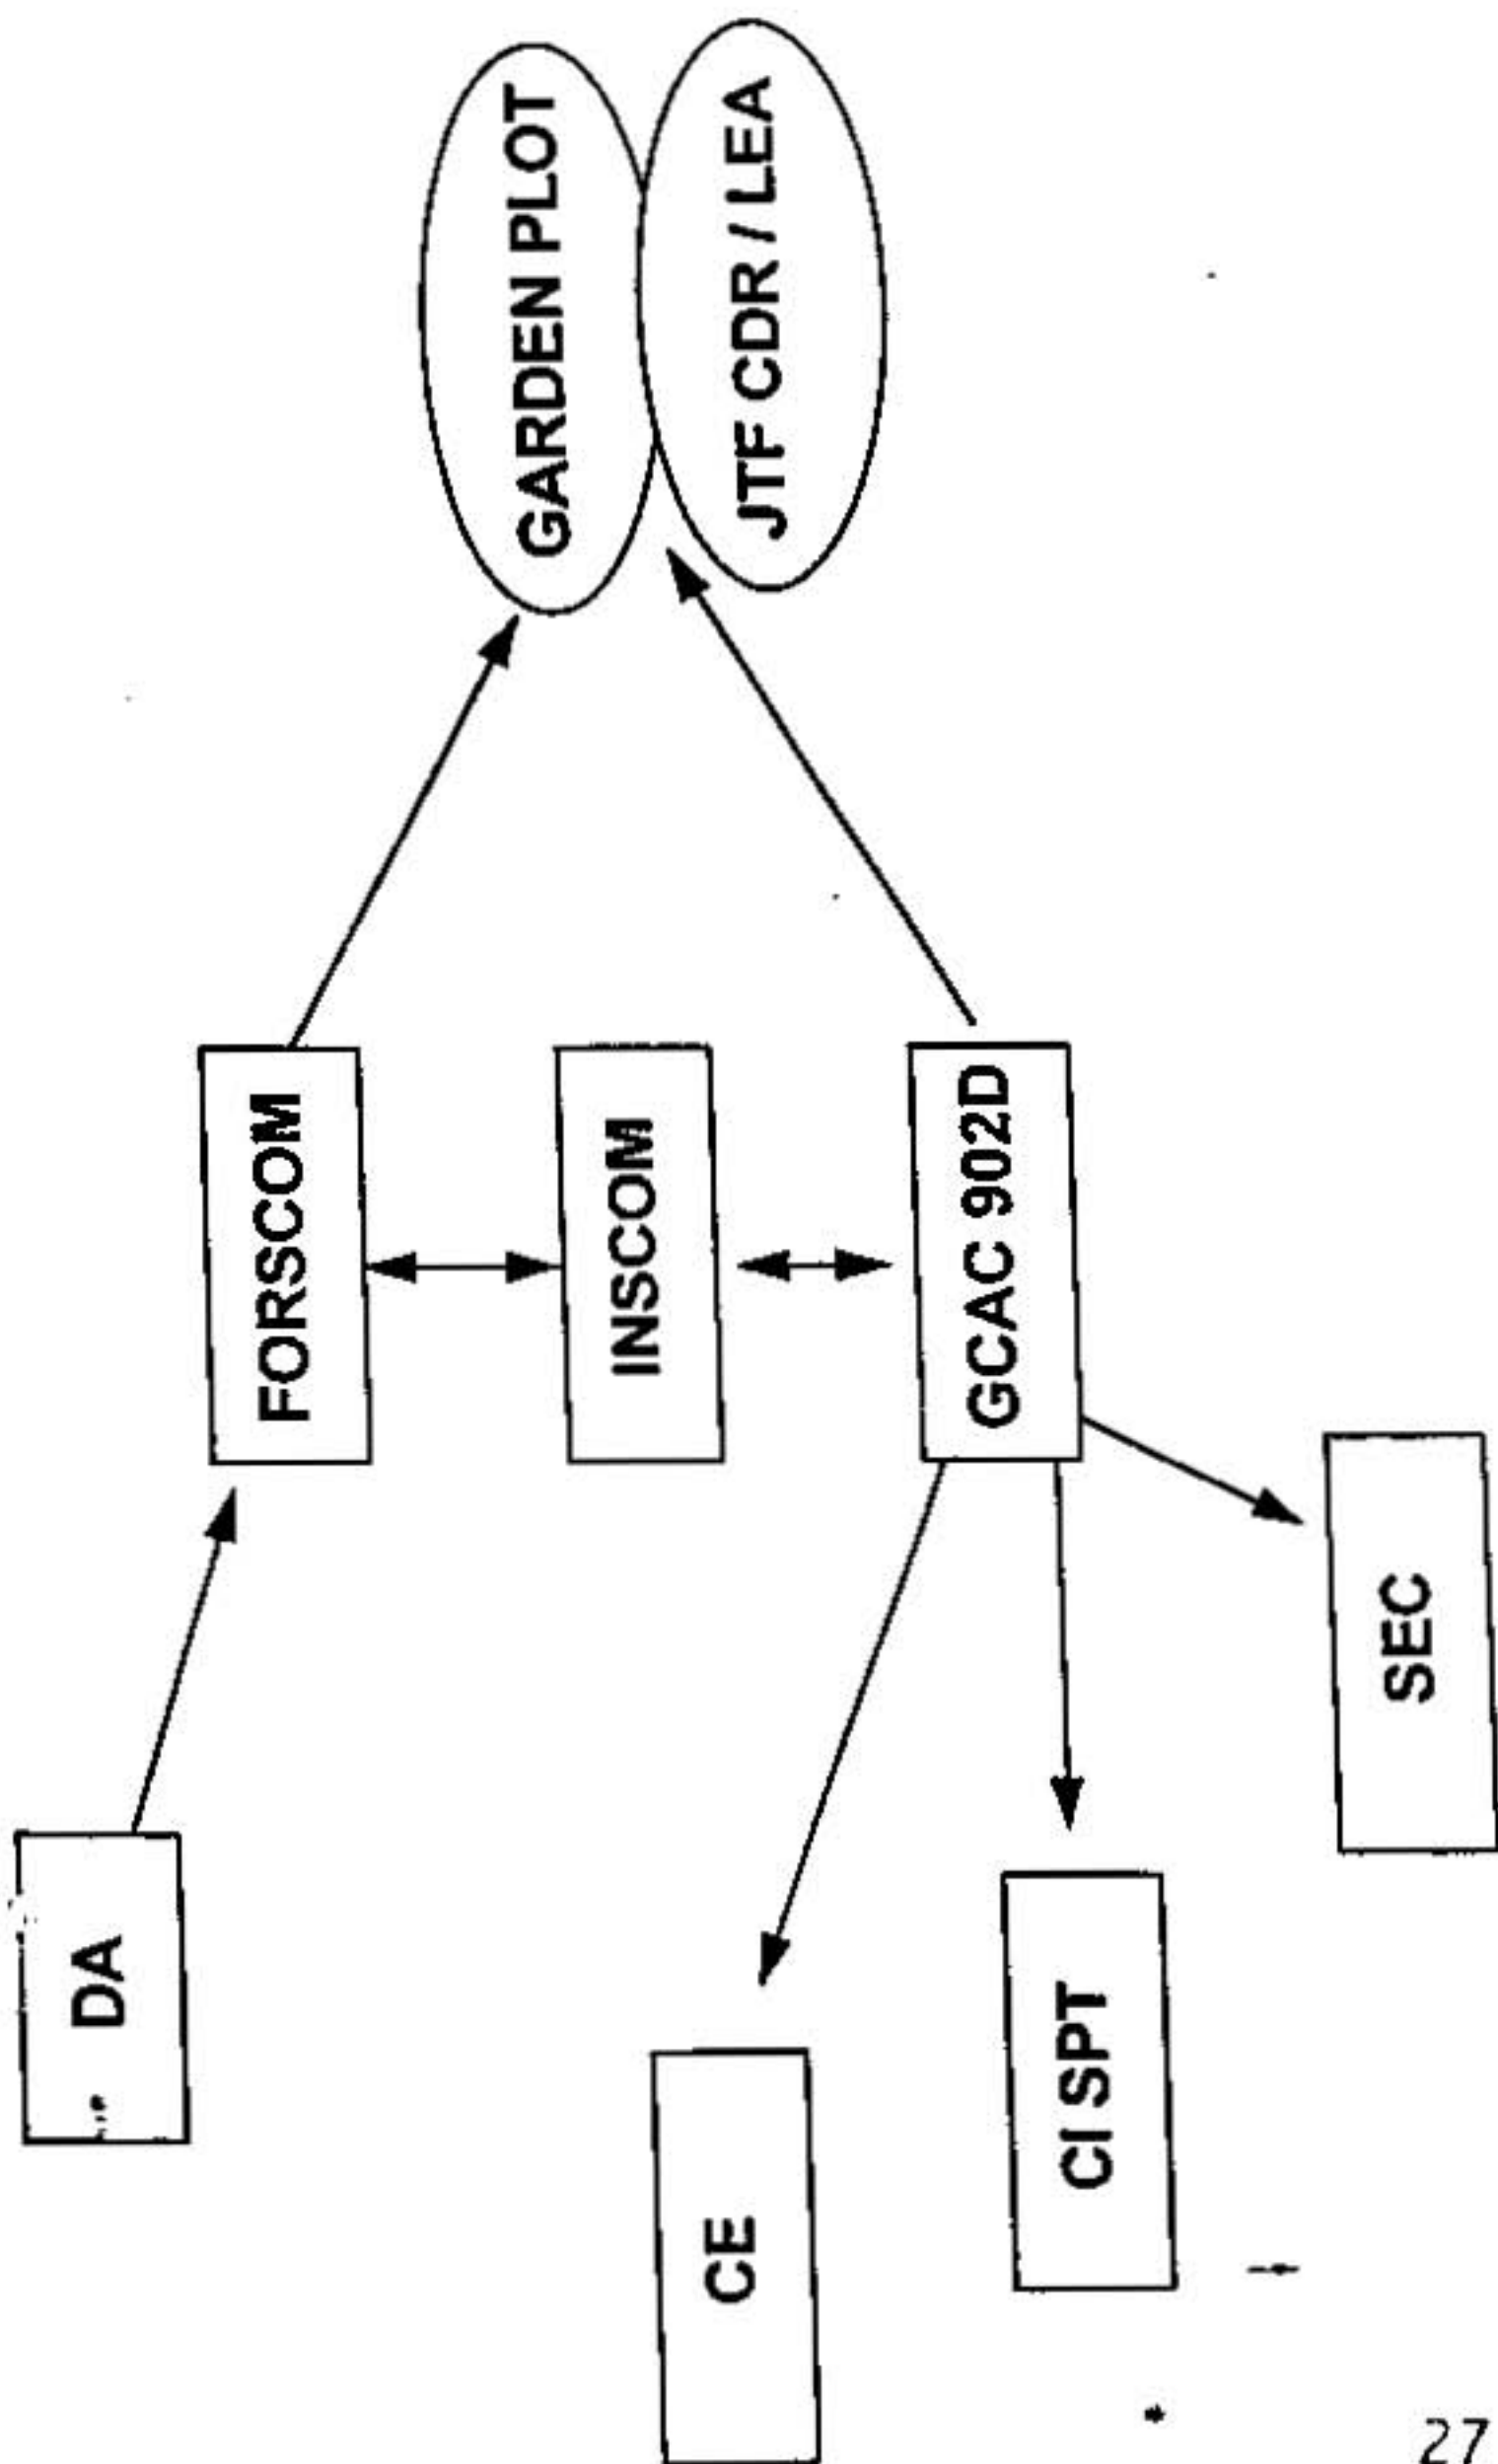 DA
FORSCOM
GARDEN PLOT
INSCOM
JTF CDR / LEA
CE
GCAC 902D
CI SPT
SEC
27